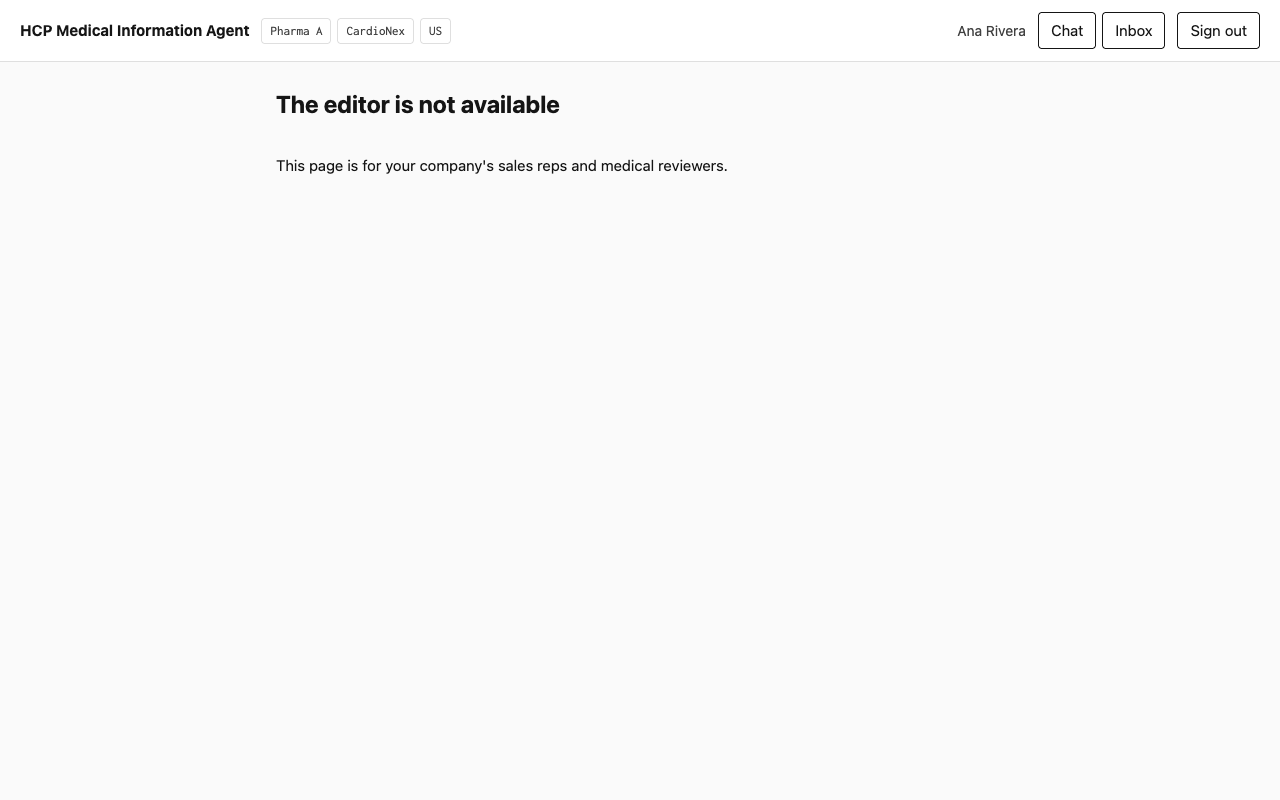 HCP Medical Information Agent Pharma A CardioNex US Ana Rivera Chat Inbox Sign out
The editor is not available
This page is for your company's sales reps and medical reviewers.